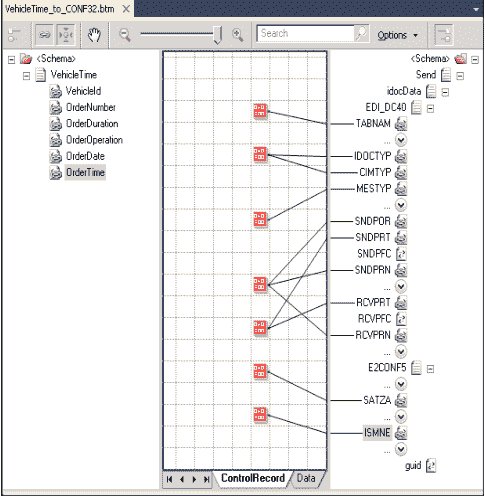 VehicleTime_to_CONF32.btm
Search
Options
<Schema>
VehicleTime
VehicleId
OrderNumber
OrderDuration
OrderOperation
OrderDate
OrderTime
<Schema>
Send
idocData
EDI_DC40
TABNAM
...
IDOCTYP
CIMTYP
MESTYP
...
SNDPOR
SNDPRT
SNDPFC
SNDPRN
...
RCVPRT
RCVPFC
RCVPRN
...
E2CONF5
...
SATZA
...
ISMNE
...
guid
ControlRecord
Data